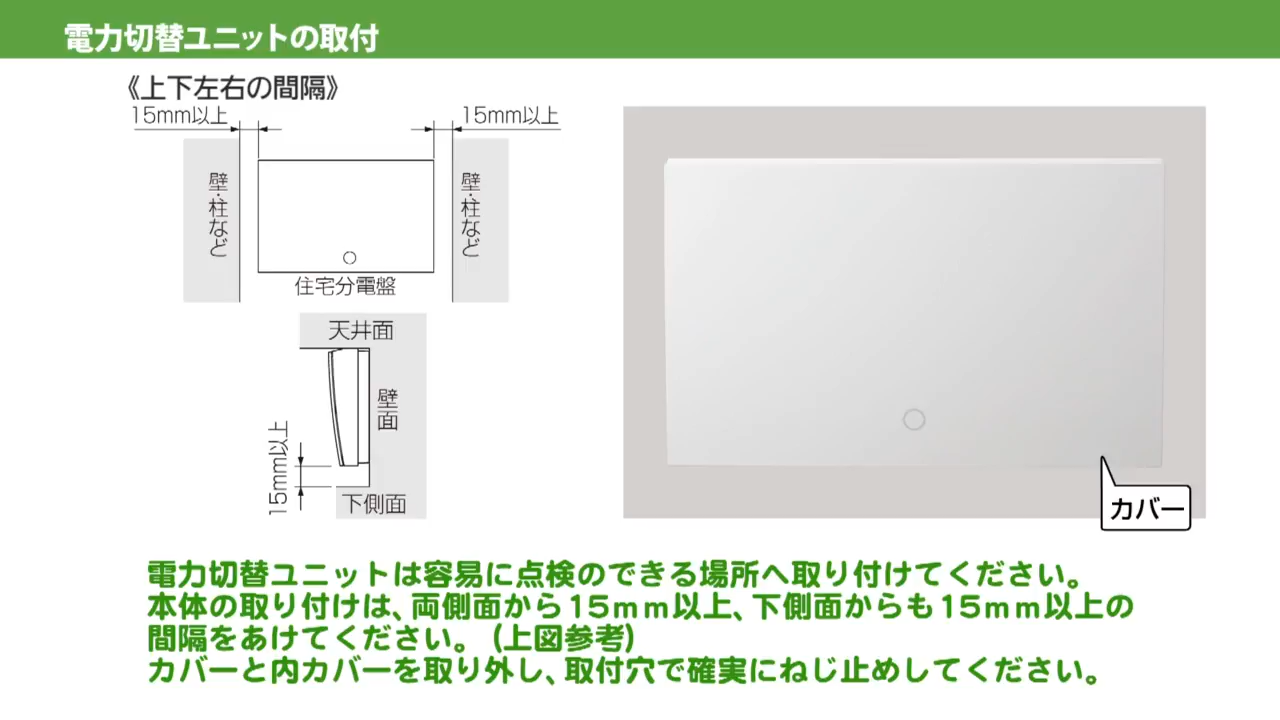 電力切替ユニットの取付
《上下左右の間隔》
15mm以上
15mm以上
壁・柱など
壁・柱など
住宅分電盤
天井面
壁面
15mm以上
下側面
カバー
電力切替ユニットは容易に点検のできる場所へ取り付けてください。
本体の取り付けは、両側面から15mm以上、下側面からも15mm以上の
間隔をあけてください。(上図参考)
カバーと内カバーを取り外し、取付穴で確実にねじ止めしてください。